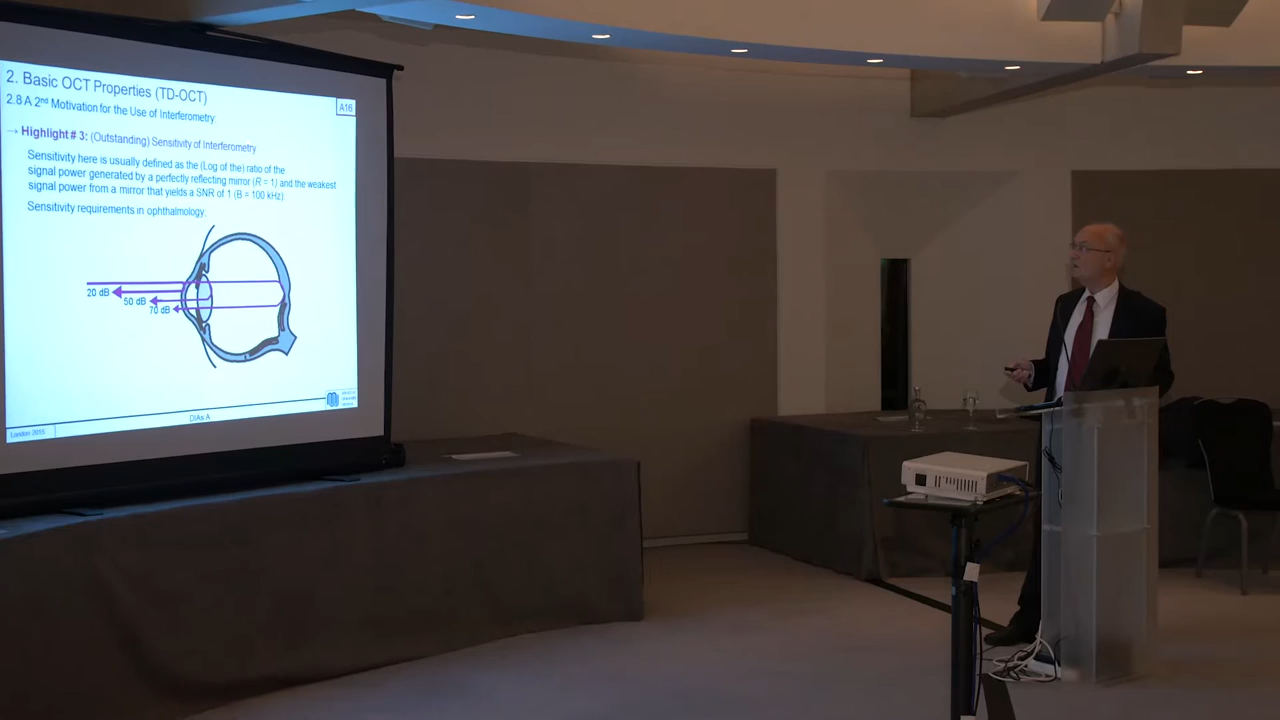 2. Basic OCT Properties (TD-OCT)
A16
2.8 A 2nd Motivation for the Use of Interferometry:
→ Highlight # 3: (Outstanding) Sensitivity of Interferometry
Sensitivity here is usually defined as the (Log of the) ratio of the
signal power generated by a perfectly reflecting mirror (R = 1) and the weakest
signal power from a mirror that yields a SNR of 1 (B = 100 kHz).
Sensitivity requirements in ophthalmology:
20 dB
50 dB
70 dB
DIAs A
London 2015